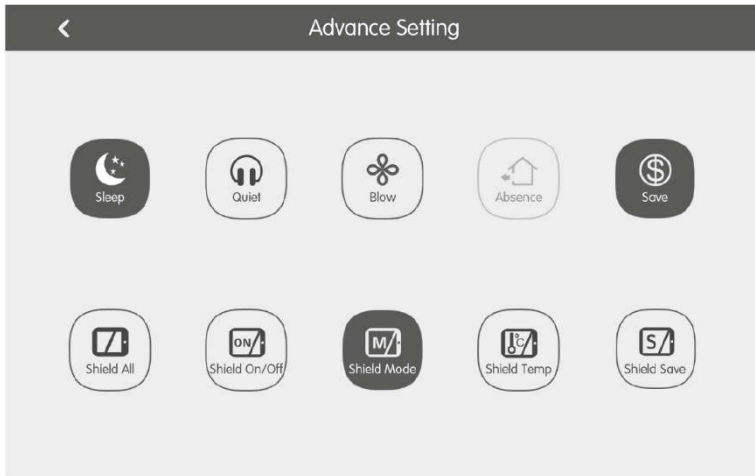 Advance Setting
Sleep
Quiet
Blow
Absence
Save
ON
M
°C
S
Shield All
Shield On/Off
Shield Mode
Shield Temp
Shield Save